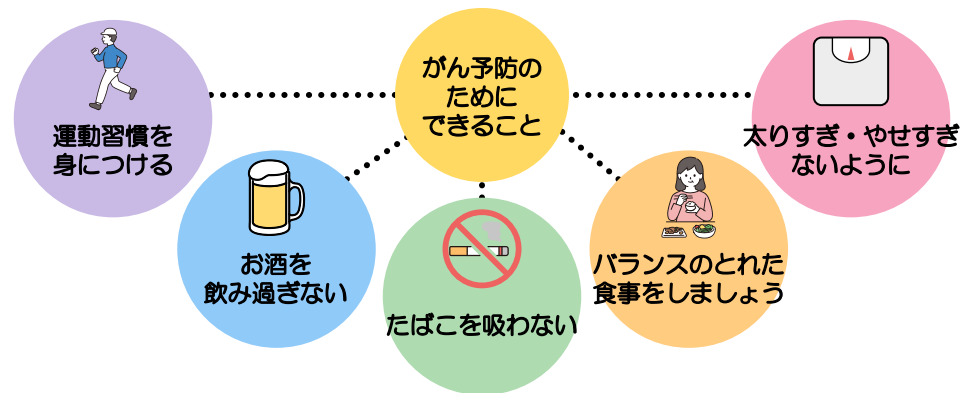 がん予防の
ために
できること
運動習慣を
身につける
お酒を
飲み過ぎない
たばこを吸わない
バランスのとれた
食事をしましょう
太りすぎ・やせすぎ
ないように